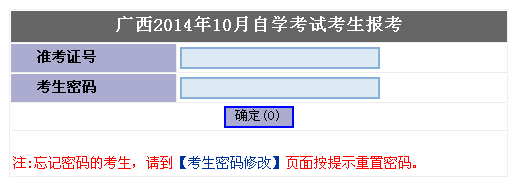 广西2014年10月自学考试考生报考
准考证号
考生密码
确定(O)
注:忘记密码的考生，请到【考生密码修改】页面按提示重置密码。